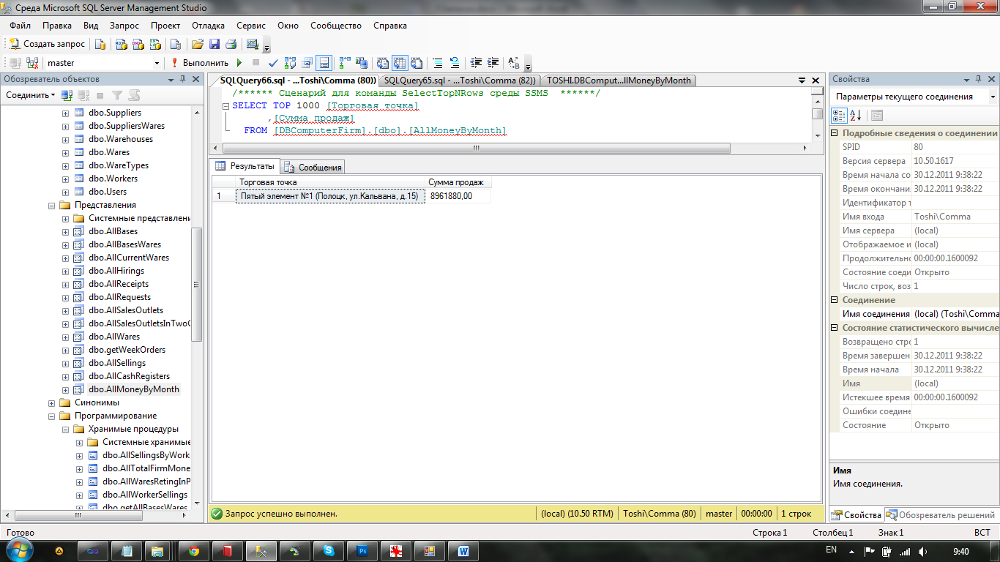 Среда Microsoft SQL Server Management Studio
Файл Правка Вид Запрос Проект Отладка Сервис Окно Сообщество Справка
Создать запрос
master Выполнить
Обозреватель объектов
Соединить
dbo.Suppliers
dbo.SuppliersWares
dbo.Warehouses
dbo.Wares
dbo.WareTypes
dbo.Workers
dbo.Users
Представления
Системные представлени
dbo.AllBases
dbo.AllBasesWares
dbo.AllCurrentWares
dbo.AllHirings
dbo.AllReceipts
dbo.AllRequests
dbo.AllSalesOutlets
dbo.AllSalesOutletsInTwoC
dbo.AllWares
dbo.getWeekOrders
dbo.AllSellings
dbo.AllCashRegisters
dbo.AllMoneyByMonth
Синонимы
Программирование
Хранимые процедуры
Системные хранимые
dbo.AllSellingsByWork
dbo.AllTotalFirmMone
dbo.AllWaresRetingInP
dbo.AllWorkerSellings
dbo.getAllBasesWares
SQLQuery66.sql - ...Toshi\Comma (80)) SQLQuery65.sql - ...Toshi\Comma (82)) TOSHI.DBComput...llMoneyByMonth
/****** Сценарий для команды SelectTopNRows среды SSMS ******/
SELECT TOP 1000 [Торговая точка]
,[Сумма продаж]
FROM [DBComputerFirm].[dbo].[AllMoneyByMonth]
Результаты Сообщения
Торговая точка Сумма продаж
1 Пятый элемент №1 (Полоцк, ул.Кальвана, д.15) 8961880,00
Запрос успешно выполнен. (local) (10.50 RTM) Toshi\Comma (80) master 00:00:00 1 строк
Свойства
Параметры текущего соединения
Подробные сведения о соединении
SPID 80
Версия сервера 10.50.1617
Время начала со 30.12.2011 9:38:22
Время окончани 30.12.2011 9:38:22
Идентификатор т
Имя входа Toshi\Comma
Имя сервера (local)
Отображаемое и (local)
Продолжительно 00:00:00.1600092
Состояние соеди Открыто
Число строк, воз 1
Соединение
Имя соединения (local) (Toshi\Comma
Состояние статистического вычисле
Возвращено стро 1
Время завершен 30.12.2011 9:38:22
Время начала 30.12.2011 9:38:22
Имя (local)
Истекшее время 00:00:00.1600092
Ошибки соедине
Состояние Открыто
Имя
Имя соединения.
Свойства Обозреватель решений
Готово Строка 1 Столбец 1 Знак 1 ВСТ
EN 9:40